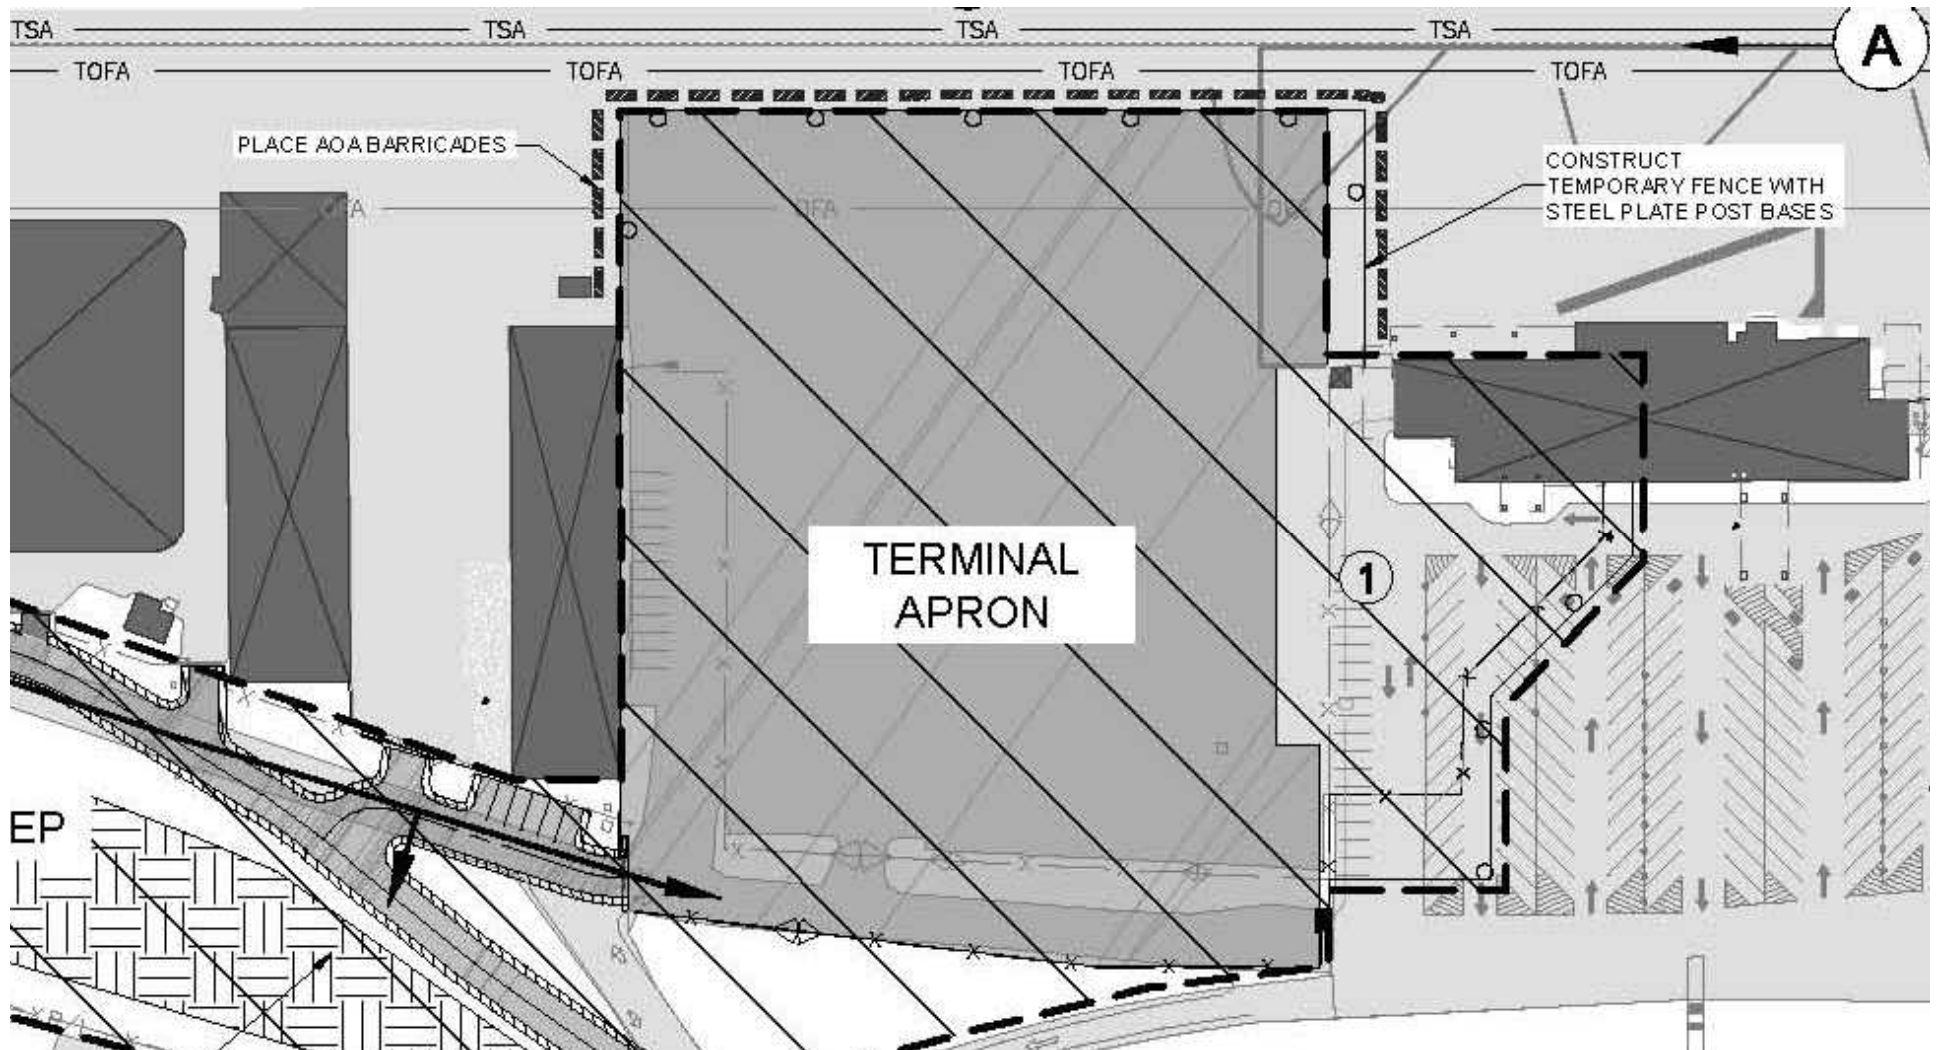 TSA TSA TSA TSA
A
TOFA TOFA TOFA TOFA
PLACE AOA BARRICADES
CONSTRUCT
TEMPORARY FENCE WITH
STEEL PLATE POST BASES
OFA
TERMINAL
APRON
1
EP